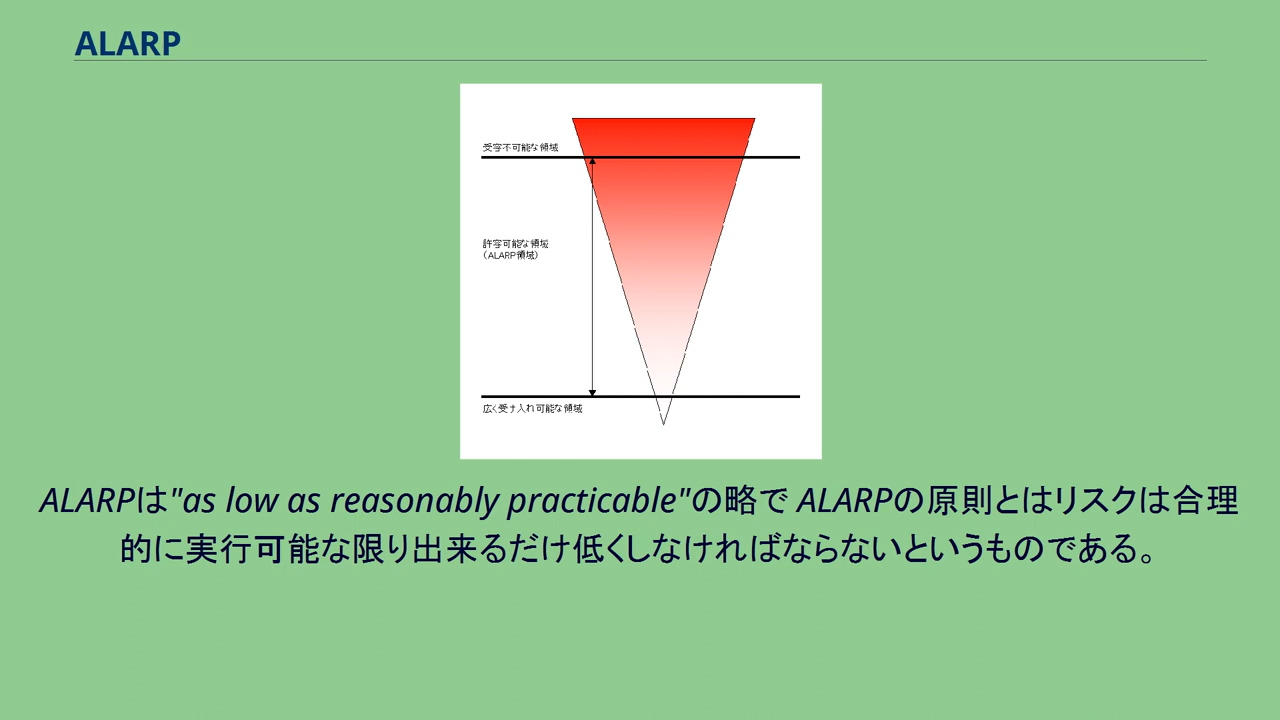 ALARP
受容不可能な領域
許容可能な領域
（ALARP領域）
広く受け入れ可能な領域
ALARPは"as low as reasonably practicable"の略で ALARPの原則とはリスクは合理
的に実行可能な限り出来るだけ低くしなければならないというものである。